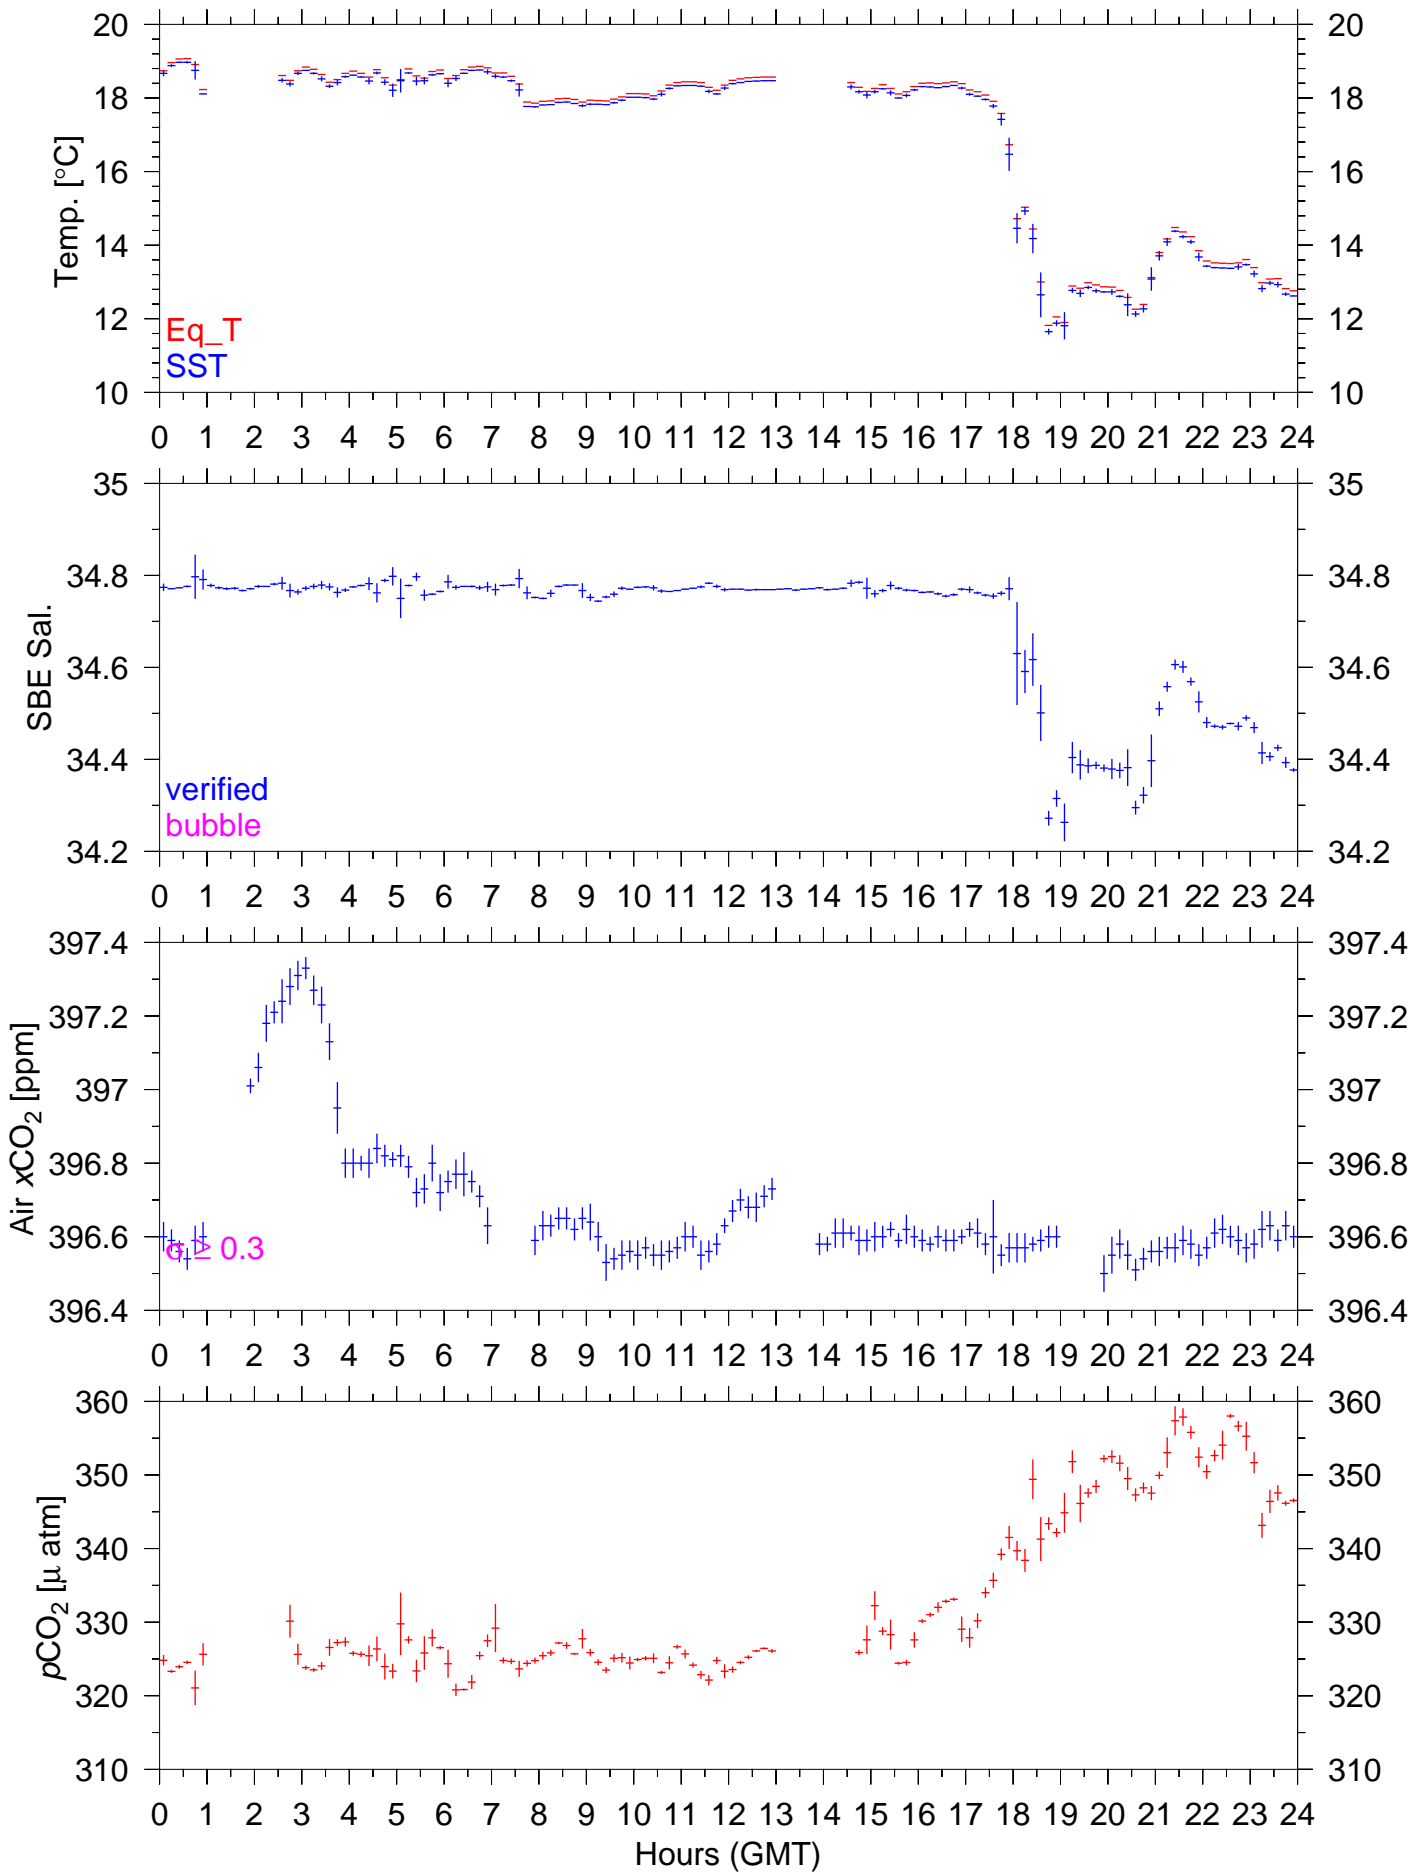 20 20
18 18
16 16
14 14
12 12
10 10
Temp. [°C]
Eq_T
SST
0 1 2 3 4 5 6 7 8 9 10 11 12 13 14 15 16 17 18 19 20 21 22 23 24
35 35
34.8 34.8
34.6 34.6
34.4 34.4
34.2 34.2
SBE Sal.
verified
bubble
0 1 2 3 4 5 6 7 8 9 10 11 12 13 14 15 16 17 18 19 20 21 22 23 24
397.4 397.4
397.2 397.2
397 397
396.8 396.8
396.6 396.6
396.4 396.4
Air xCO₂ [ppm]
σ ≥ 0.3
0 1 2 3 4 5 6 7 8 9 10 11 12 13 14 15 16 17 18 19 20 21 22 23 24
360 360
350 350
340 340
330 330
320 320
310 310
pCO₂ [μ atm]
0 1 2 3 4 5 6 7 8 9 10 11 12 13 14 15 16 17 18 19 20 21 22 23 24
Hours (GMT)